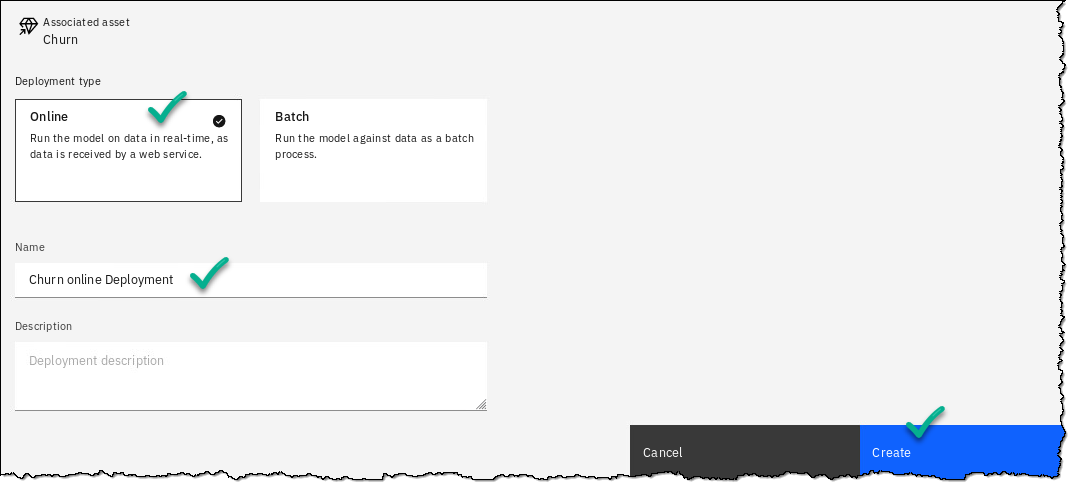 Associated asset
Churn
Deployment type
Online
Run the model on data in real-time, as
data is received by a web service.
Batch
Run the model against data as a batch
process.
Name
Churn online Deployment
Description
Deployment description
Cancel
Create